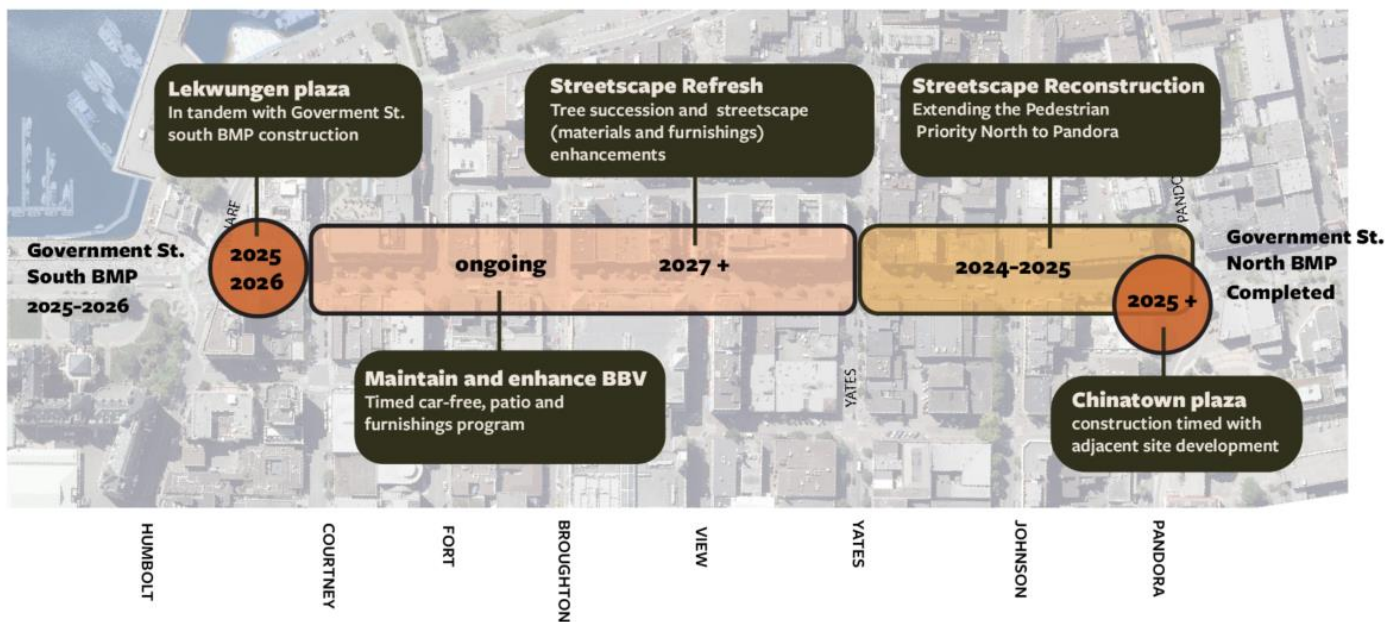 Lekwungen plaza
In tandem with Goverment St.
south BMP construction
Streetscape Refresh
Tree succession and streetscape
(materials and furnishings)
enhancements
Streetscape Reconstruction
Extending the Pedestrian
Priority North to Pandora
Government St.
South BMP
2025-2026
2025
2026
ongoing
2027 +
2024-2025
2025 +
Government St.
North BMP
Completed
Maintain and enhance BBV
Timed car-free, patio and
furnishings program
YATES
Chinatown plaza
construction timed with
adjacent site development
HUMBOLT
COURTNEY
FORT
BROUGHTON
VIEW
YATES
JOHNSON
PANDORA